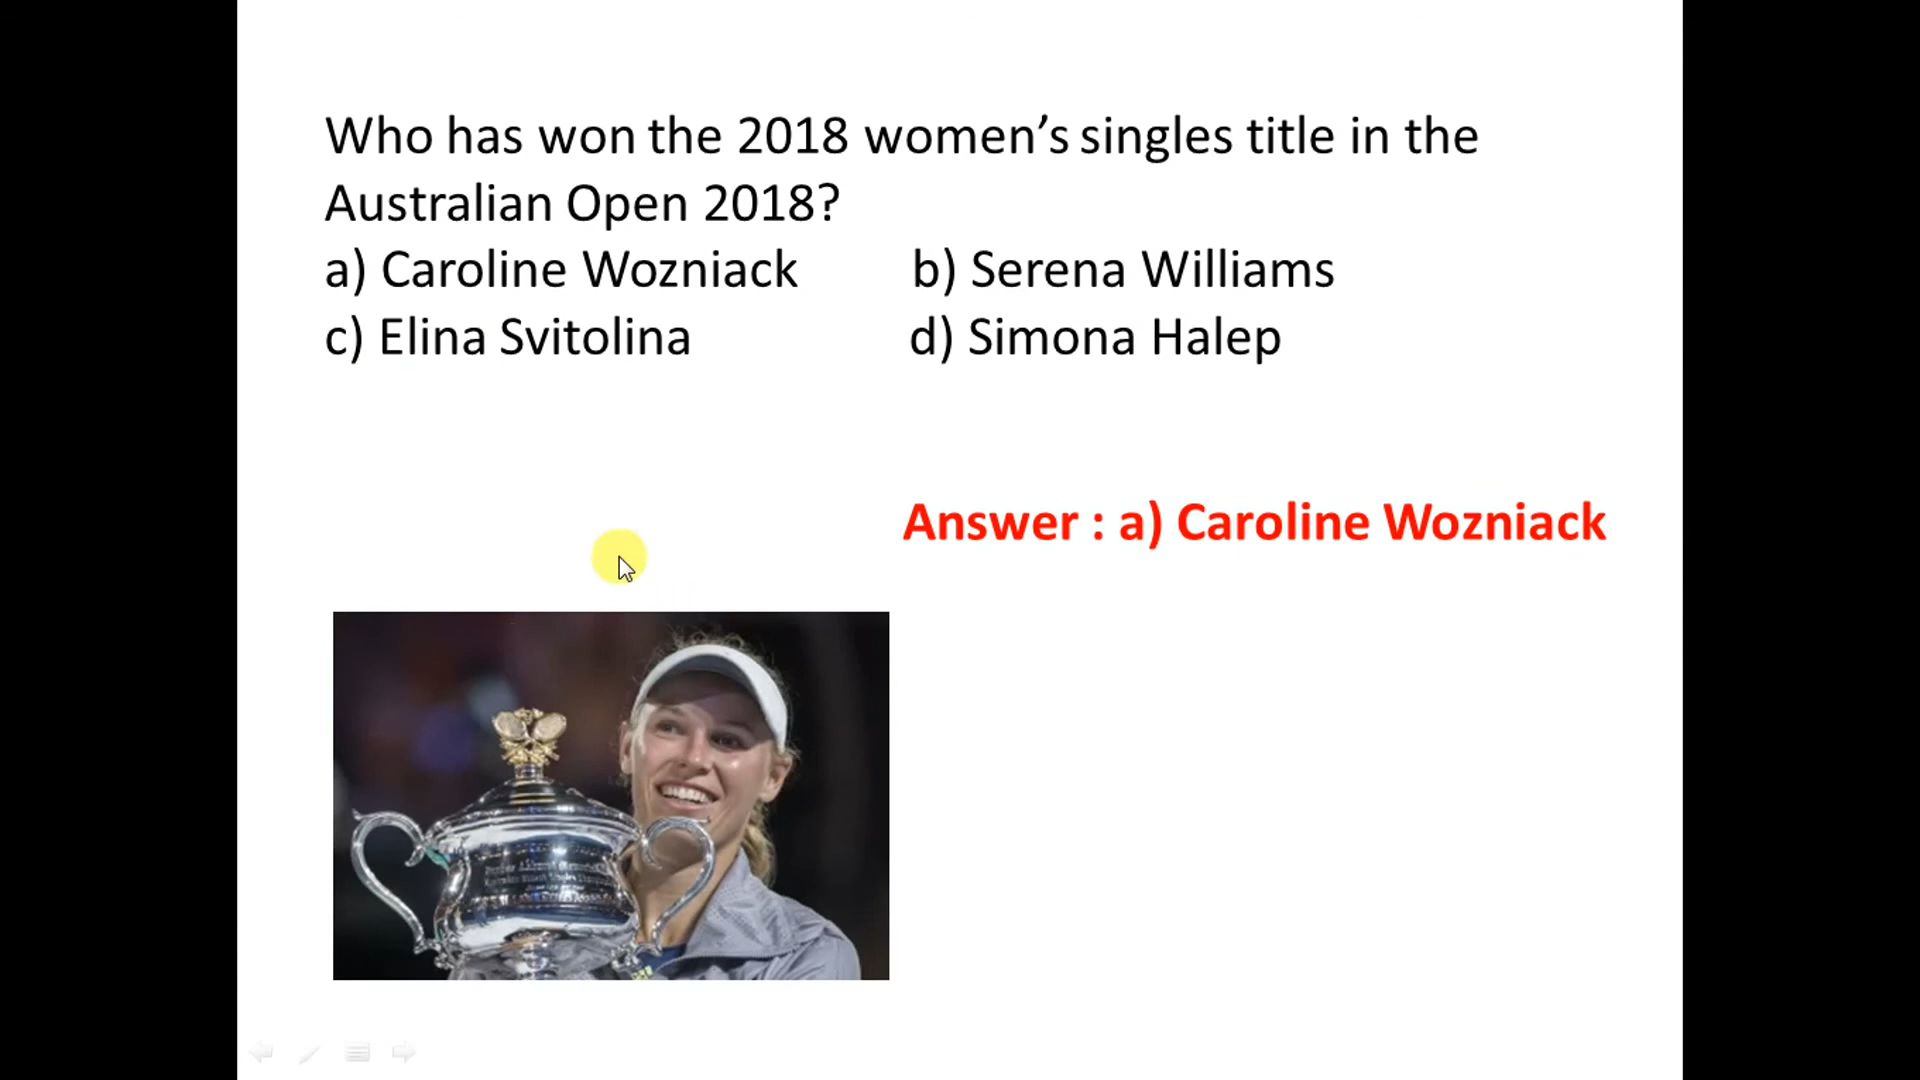 Who has won the 2018 women’s singles title in the
Australian Open 2018?
a) Caroline Wozniack b) Serena Williams
c) Elina Svitolina d) Simona Halep
Answer : a) Caroline Wozniack